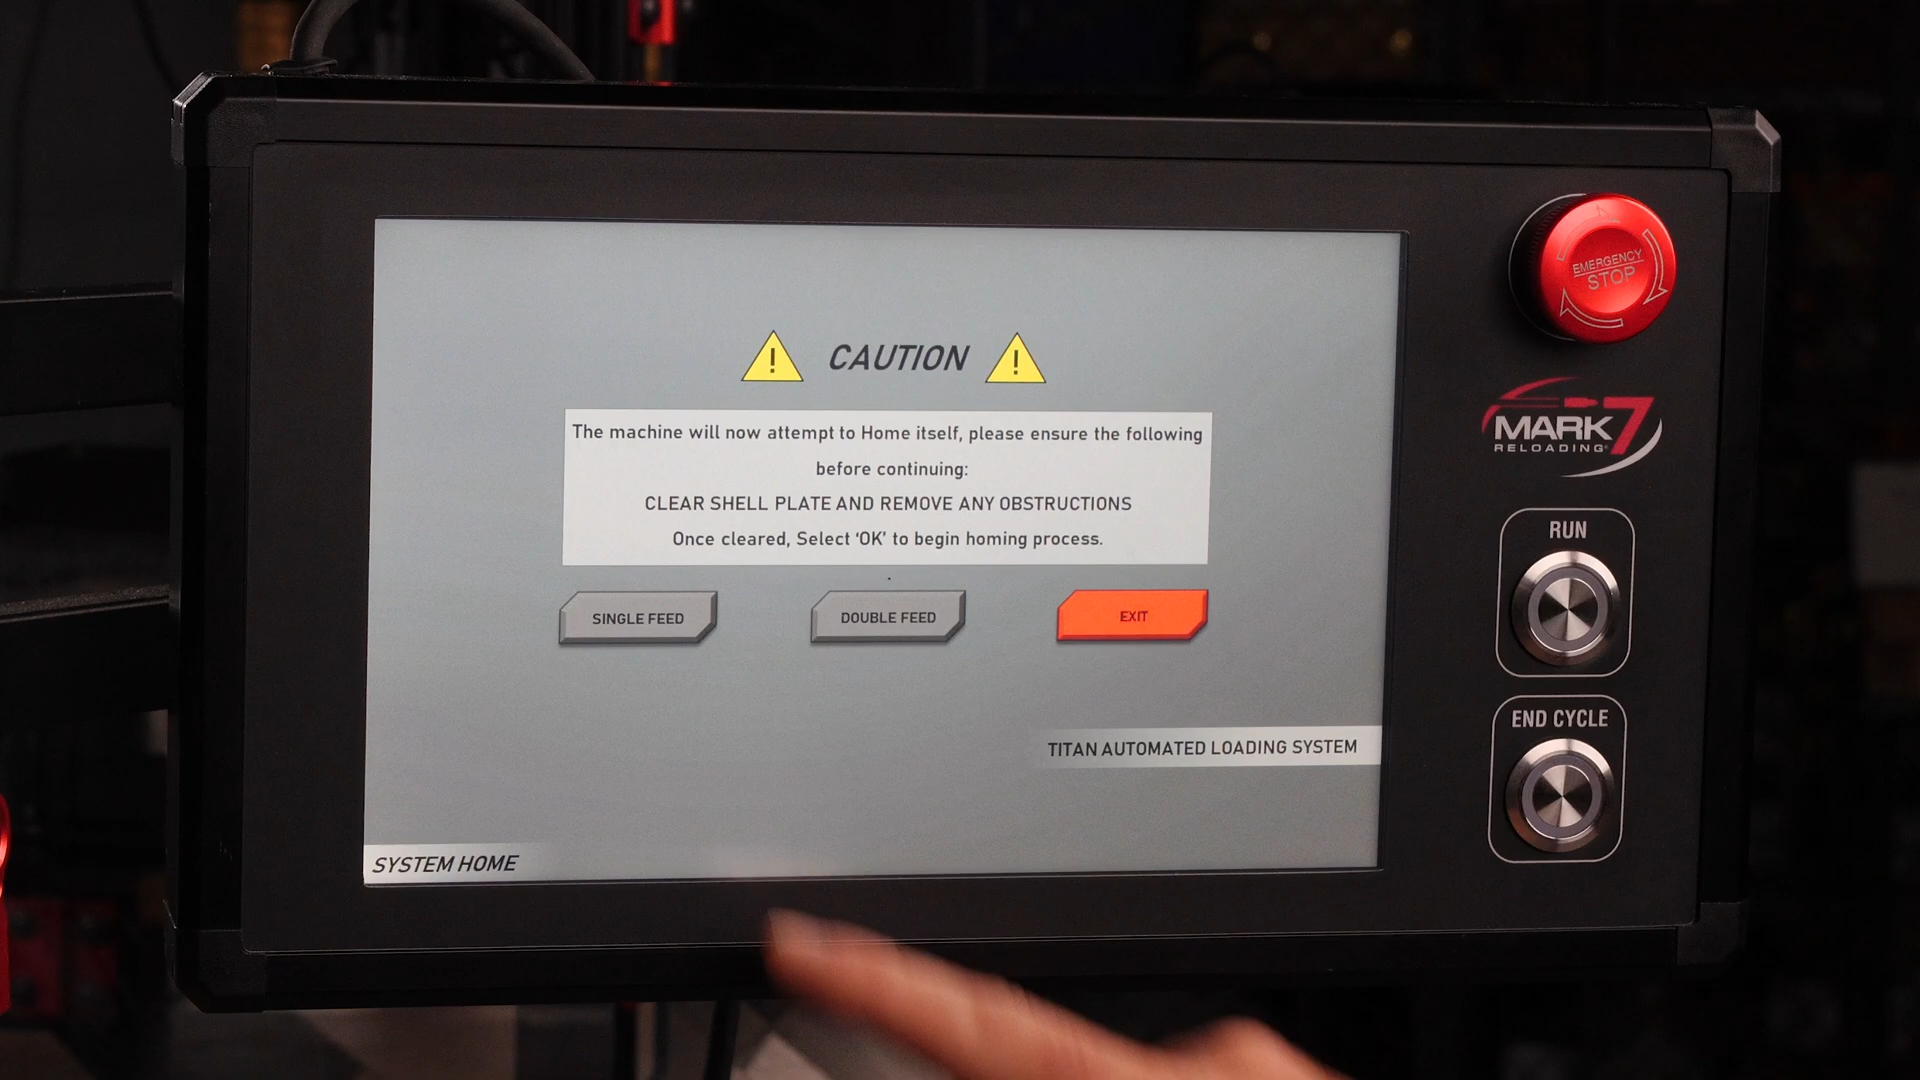 EMERGENCY
STOP
! CAUTION !
The machine will now attempt to Home itself, please ensure the following
before continuing:
CLEAR SHELL PLATE AND REMOVE ANY OBSTRUCTIONS
Once cleared, Select ‘OK’ to begin homing process.
SINGLE FEED
DOUBLE FEED
EXIT
TITAN AUTOMATED LOADING SYSTEM
SYSTEM HOME
MARK 7
RELOADING®
RUN
END CYCLE